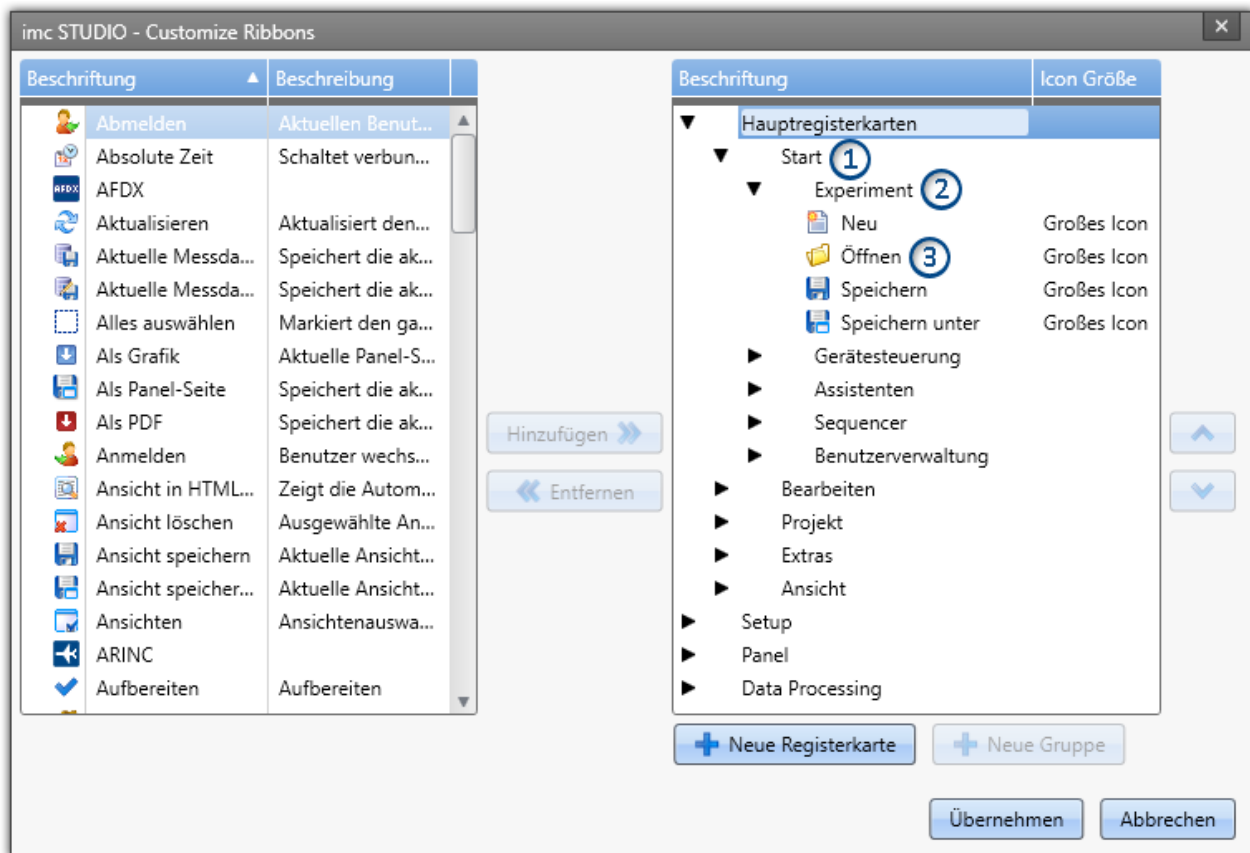 imc STUDIO - Customize Ribbons
Beschriftung Beschreibung
Abmelden Aktuellen Benut...
Absolute Zeit Schaltet verbun...
AFDX AFDX
Aktualisieren Aktualisiert den...
Aktuelle Messda... Speichert die ak...
Aktuelle Messda... Speichert die ak...
Alles auswählen Markiert den ga...
Als Grafik Aktuelle Panel-S...
Als Panel-Seite Speichert die ak...
Als PDF Speichert die ak...
Anmelden Benutzer wechs...
Ansicht in HTML... Zeigt die Autom...
Ansicht löschen Ausgewählte An...
Ansicht speichern Aktuelle Ansicht...
Ansicht speicher... Aktuelle Ansicht...
Ansichten Ansichtenauswa...
ARINC
Aufbereiten Aufbereiten
Hinzufügen
Entfernen
Beschriftung Icon Größe
Hauptregisterkarten
Start 1
Experiment 2
Neu Großes Icon
Öffnen 3 Großes Icon
Speichern Großes Icon
Speichern unter Großes Icon
Gerätesteuerung
Assistenten
Sequencer
Benutzerverwaltung
Bearbeiten
Projekt
Extras
Ansicht
Setup
Panel
Data Processing
Neue Registerkarte Neue Gruppe
Übernehmen Abbrechen